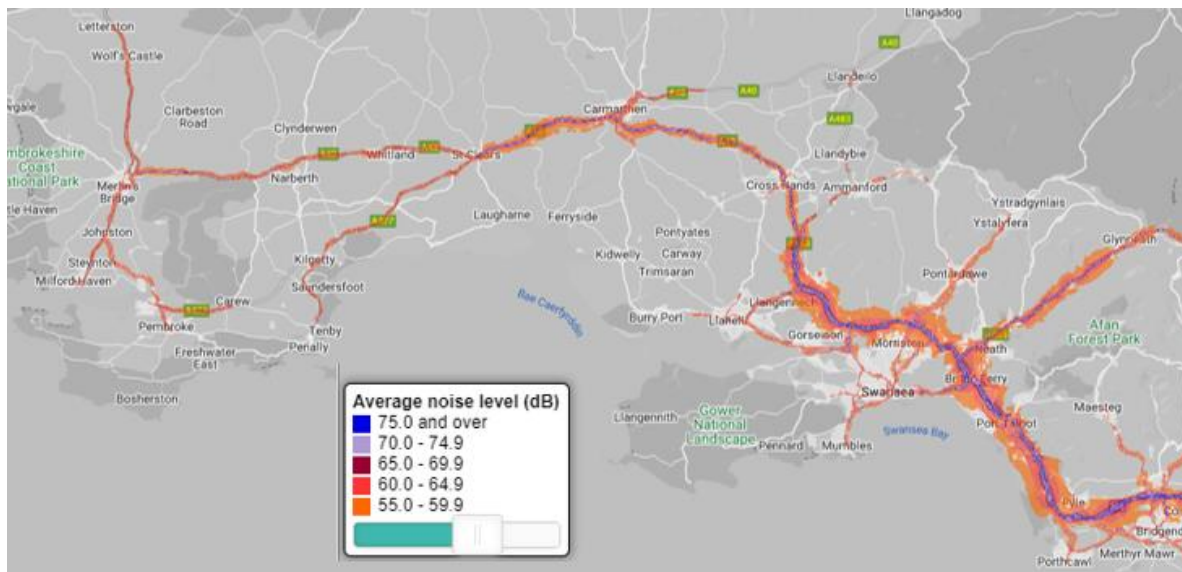 Llangadog
Letterston
A40
Wolf's Castle
Llandeilo
A40
Carmarthen
A483
Clarbeston
Road
Clynderwen
Whitland
St Clears
Llandybie
Narberth
Cross Hands
Ammanford
Coast
National Park
Merlin's
Bridge
Laugharne
Ferryside
Ystradgynlais
Ystalyfera
Johnston
Pontyates
Glynneath
Kilgetty
Kidwelly
Carway
Trimsaran
Steynton
Pontardawe
Milford Haven
Saundersfoot
Carew
Llangennech
Bae Caerfyrddin
Burry Port
Llanelli
Pembroke
Tenby
Gorseinon
Morriston
Afan
Forest Park
Neath
Freshwater
East
Penally
Briton Ferry
Bosherston
Swansea
Maesteg
Llangennith
Gower
National
Landscape
Port Talbot
Swansea Bay
Pennard
Mumbles
Pyle
Bridgend
Porthcawl
Merthyr Mawr
Average noise level (dB)
75.0 and over
70.0 - 74.9
65.0 - 69.9
60.0 - 64.9
55.0 - 59.9